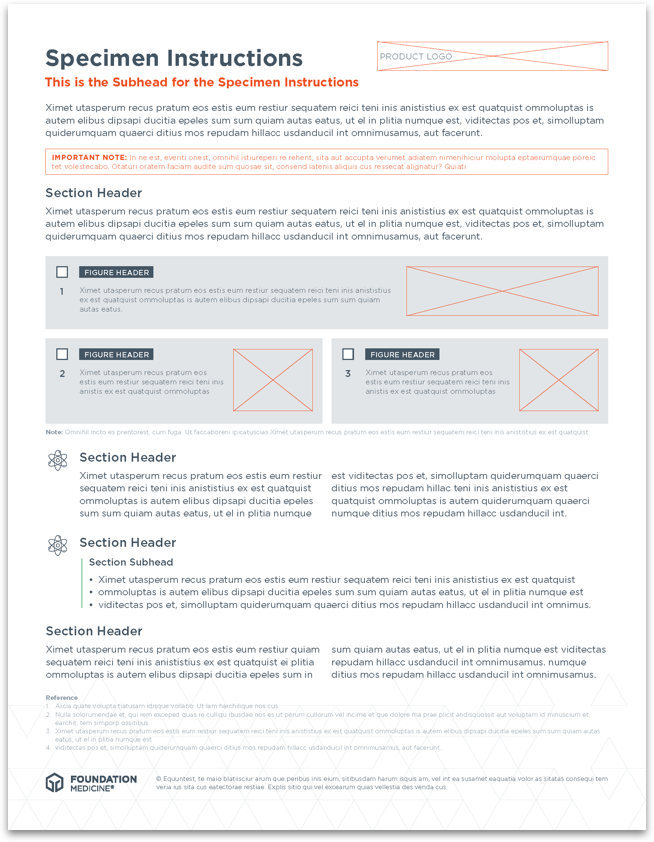 Specimen Instructions
PRODUCT LOGO
This is the Subhead for the Specimen Instructions
Ximet utasperum recus pratum eos estis eum restiur sequatem reici teni inis anististius ex est quatquist ommoluptas is
autem elibus dipsapi ducitia epeles sum sum quiam autas eatus, ut el in plitia numque est, viditectas pos et, simolluptam
quiderumquam quaerci ditius mos repudam hillacc usdanducil int omnimusamus, aut facerunt.
IMPORTANT NOTE: In ne est, eveniti onest, omnihil istiureperi re rehent, sita aut accupta verumet adiatem nimenihiciur molupta eptaerumquae poreic
tet volestecabo. Otaturi oratem faciam audite sum quosae sit, consend iatenis aliquis cus ressecat alignatur? Quiati
Section Header
Ximet utasperum recus pratum eos estis eum restiur sequatem reici teni inis anististius ex est quatquist ommoluptas is
autem elibus dipsapi ducitia epeles sum sum quiam autas eatus, ut el in plitia numque est, viditectas pos et, simolluptam
quiderumquam quaerci ditius mos repudam hillacc usdanducil int omnimusamus, aut facerunt.
FIGURE HEADER
1
Ximet utasperum recus pratum eos estis eum restiur sequatem reici teni inis anististius
ex est quatquist ommoluptas is autem elibus dipsapi ducitia epeles sum sum quiam
autas eatus.
FIGURE HEADER
2
Ximet utasperum recus pratum eos
estis eum restiur sequatem reici teni inis
anistis ex est quatquist ommoluptas
FIGURE HEADER
3
Ximet utasperum recus pratum eos
estis eum restiur sequatem reici teni inis
anistis ex est quatquist ommoluptas
Note: Omnihil incto es prentorest, cum fuga. Ut faccaboreni ipicatuscias Ximet utasperum recus pratum eos estis eum restiur sequatem reici teni inis anististius ex est quatquist
Section Header
Ximet utasperum recus pratum eos estis eum restiur
sequatem reici teni inis anististius ex est quatquist
ommoluptas is autem elibus dipsapi ducitia epeles
sum sum quiam autas eatus, ut el in plitia numque
est viditectas pos et, simolluptam quiderumquam quaerci
ditius mos repudam hillac teni inis anististius ex est
quatquist ommoluptas is autem quiderumquam quaerci
numque ditius mos repudam hillacc usdanducil int.
Section Header
Section Subhead
• Ximet utasperum recus pratum eos estis eum restiur sequatem reici teni inis anististius ex est quatquist
• ommoluptas is autem elibus dipsapi ducitia epeles sum sum quiam autas eatus, ut el in plitia numque est
• viditectas pos et, simolluptam quiderumquam quaerci ditius mos repudam hillacc usdanducil int omnimus.
Section Header
Ximet utasperum recus pratum eos estis eum restiur quiam
sequatem reici teni inis anististius ex est quatquist ei plitia
ommoluptas is autem elibus dipsapi ducitia epeles sum in
sum quiam autas eatus, ut el in plitia numque est, viditectas
repudam hillacc usdanducil int omnimusamus. numque
ditius mos repudam hillacc usdanducil int omnimusamus.
Reference
1. Arcia quate volupta tiatusam idisque vollabo. Ut lam harchitique nos cus.
2. Nulla solorumendae et, qui rem exceped quas re culliqu ibusdae nos es ut perum cullorum vel incime et que dolore ma prae plicit andisquossit aut voluptam id minuscium et
earchit, tem simporp ossitibus
3. Ximet utasperum recus pratum eos estis eum restiur sequatem reici teni inis anististius ex est quatquist ommoluptas is autem elibus dipsapi ducitia epeles sum sum quiam autas
eatus, ut el in plitia numque est
4. viditectas pos et, simolluptam quiderumquam quaerci ditius mos repudam hillacc usdanducil int omnimusamus, aut facerunt.
FOUNDATION
MEDICINE®
© Equuntest, te maio blatisciur arum que peribus inis eium, sitibusdam harum isquis am, vel int ea susamet eaquatia volor as sitatas consequi tem
veria ius sita cus eatectorae restiae. Explis sitio qui vel excearum quas vellestia des venda cus.